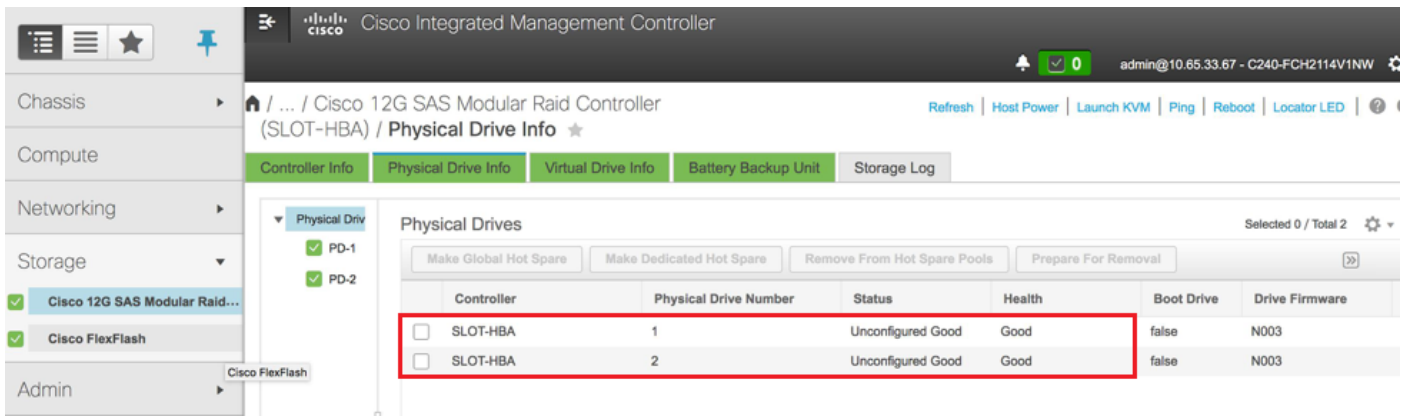 cisco Cisco Integrated Management Controller
0 admin@10.65.33.67 - C240-FCH2114V1NW
/ ... / Cisco 12G SAS Modular Raid Controller
(SLOT-HBA) / Physical Drive Info
Refresh | Host Power | Launch KVM | Ping | Reboot | Locator LED | ?
Chassis
Compute
Networking
Storage
Cisco 12G SAS Modular Raid...
Cisco FlexFlash
Cisco FlexFlash
Admin
Controller Info Physical Drive Info Virtual Drive Info Battery Backup Unit Storage Log
Physical Driv
PD-1
PD-2
Physical Drives Selected 0 / Total 2
Make Global Hot Spare Make Dedicated Hot Spare Remove From Hot Spare Pools Prepare For Removal
Controller Physical Drive Number Status Health Boot Drive Drive Firmware
SLOT-HBA 1 Unconfigured Good Good false N003
SLOT-HBA 2 Unconfigured Good Good false N003